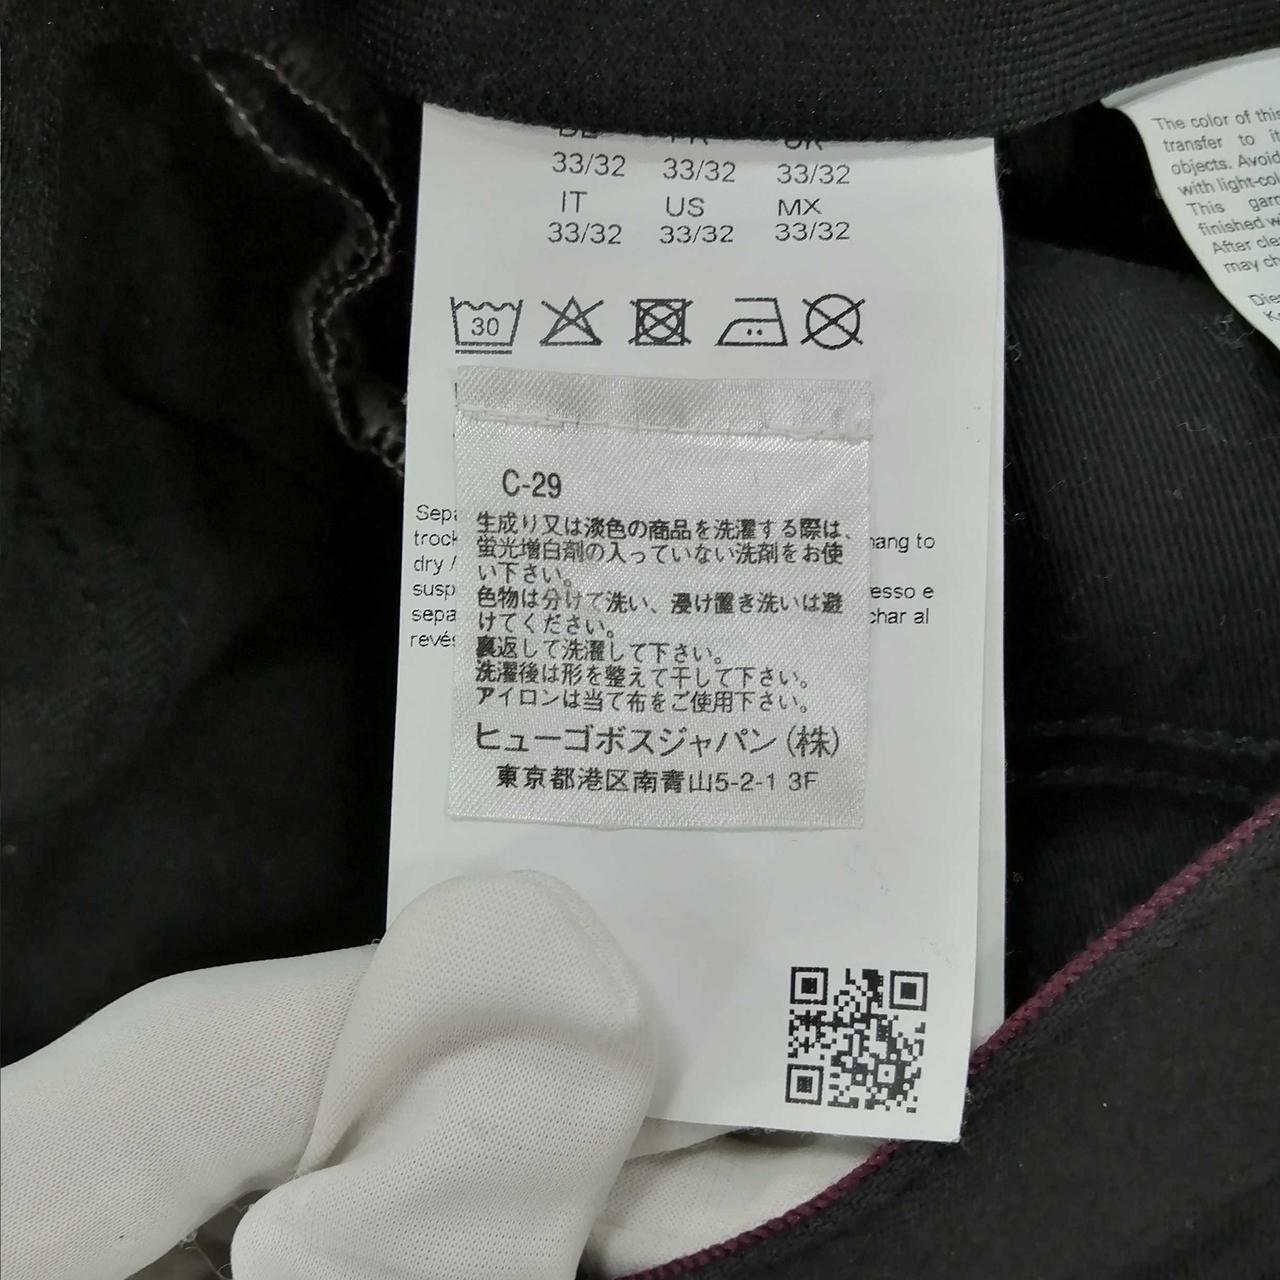 DE FR UK
33/32 33/32 33/32
IT US MX
33/32 33/32 33/32
30
C-29
生成り又は淡色の商品を洗濯する際は、
蛍光増白剤の入っていない洗剤をお使
い下さい。
色物は分けて洗い、浸け置き洗いは避
けてください。
裏返して洗濯して下さい。
洗濯後は形を整えて干して下さい。
アイロンは当て布をご使用下さい。
ヒューゴボスジャパン(株)
東京都港区南青山5-2-1 3F
hang to
dry /
e
char al
The color of this
transfer to
objects. Avoid
with light-
This
finished
After
may